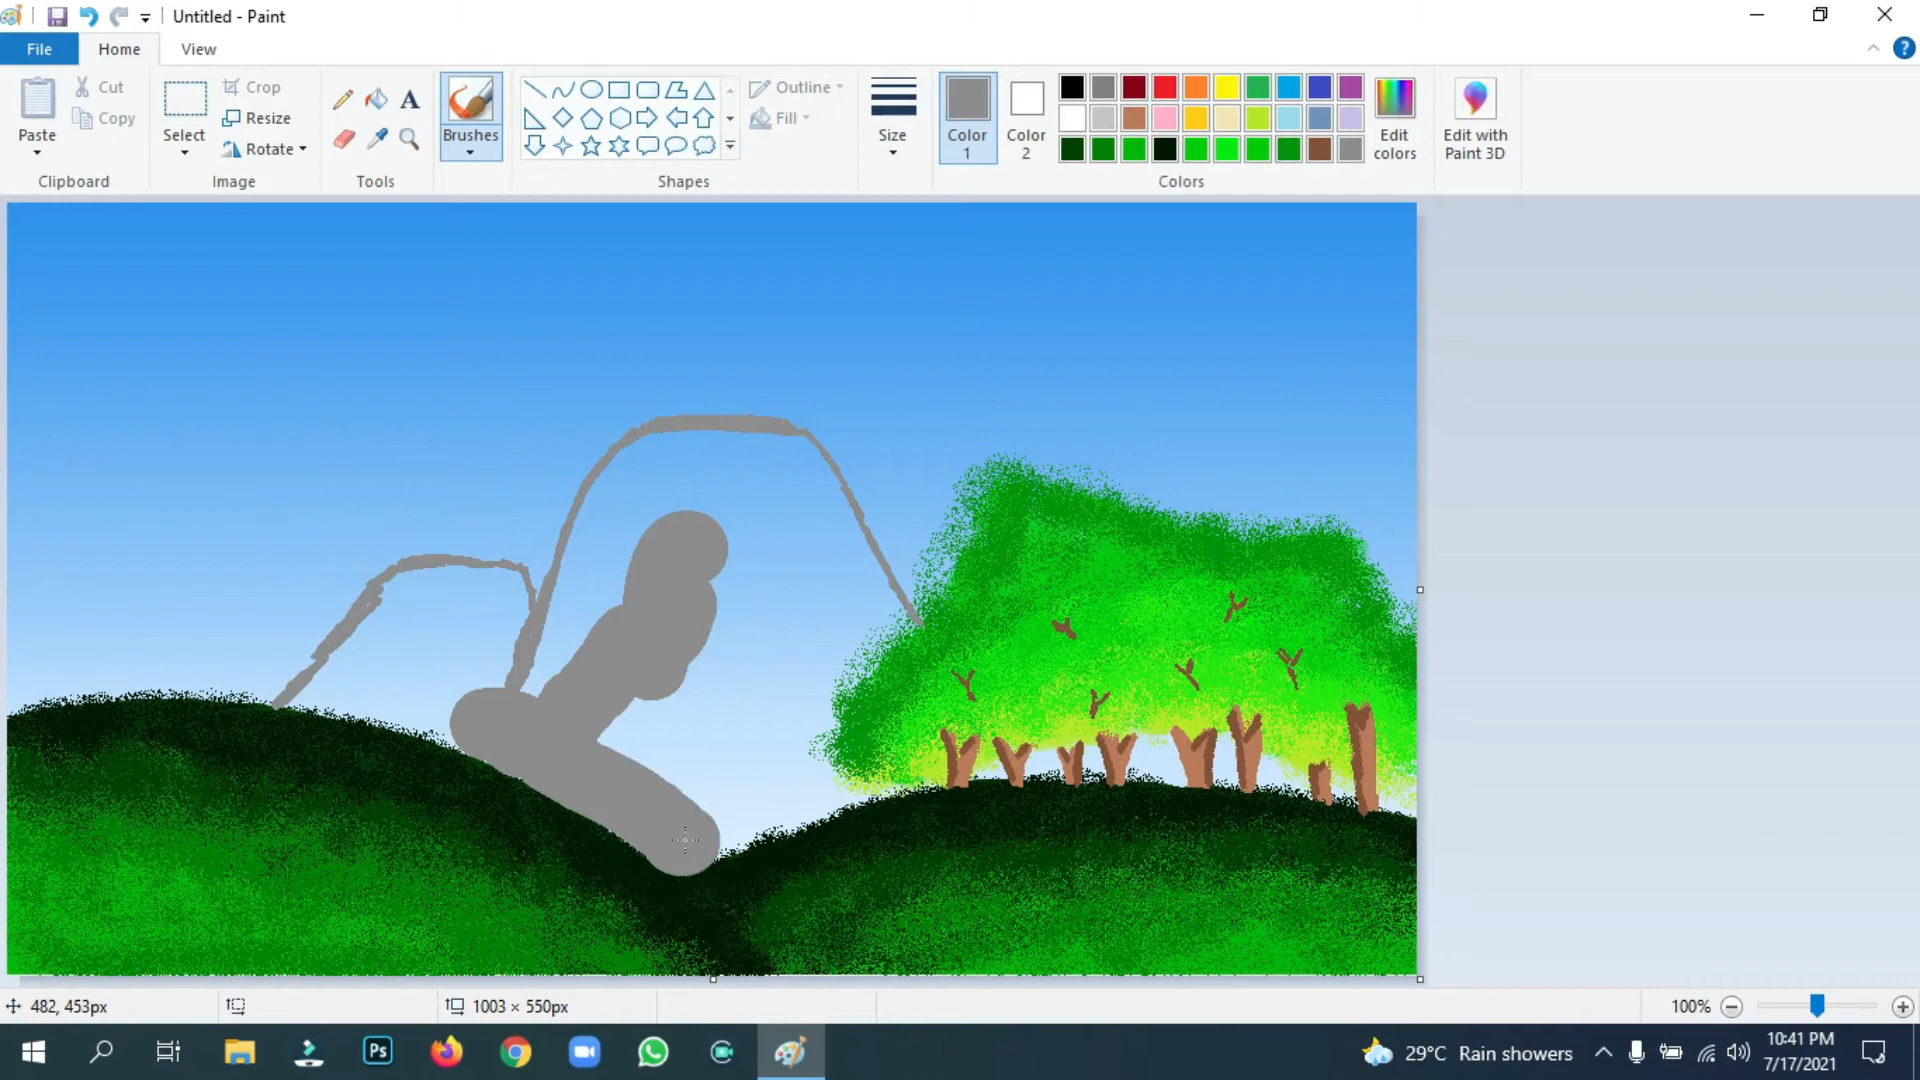 Untitled - Paint
File
Home
View
Paste
Cut
Copy
Clipboard
Select
Crop
Resize
Rotate
Image
A
Tools
Brushes
Shapes
Outline
Fill
Size
Color 1
Color 2
Colors
Edit colors
Edit with Paint 3D
?
482, 453px
1003 × 550px
100%
Ps
29°C Rain showers
10:41 PM
7/17/2021